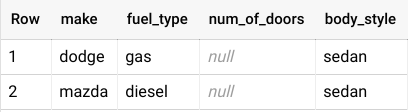 Row make fuel_type num_of_doors body_style
1 dodge gas null sedan
2 mazda diesel null sedan